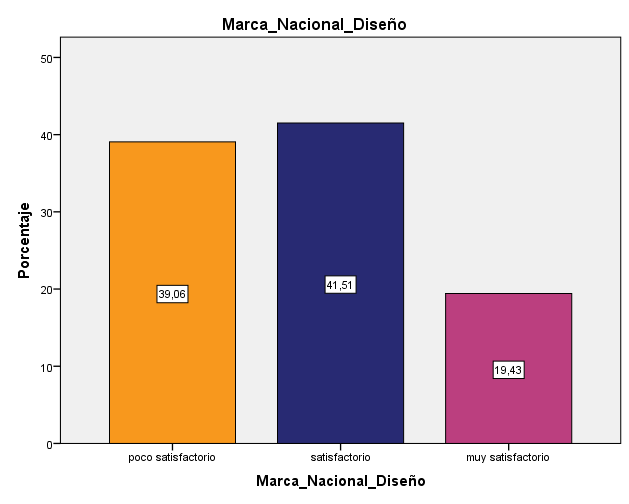 Marca_Nacional_Diseño
Porcentaje
50
40
30
20
10
0
39,06
41,51
19,43
poco satisfactorio
satisfactorio
muy satisfactorio
Marca_Nacional_Diseño